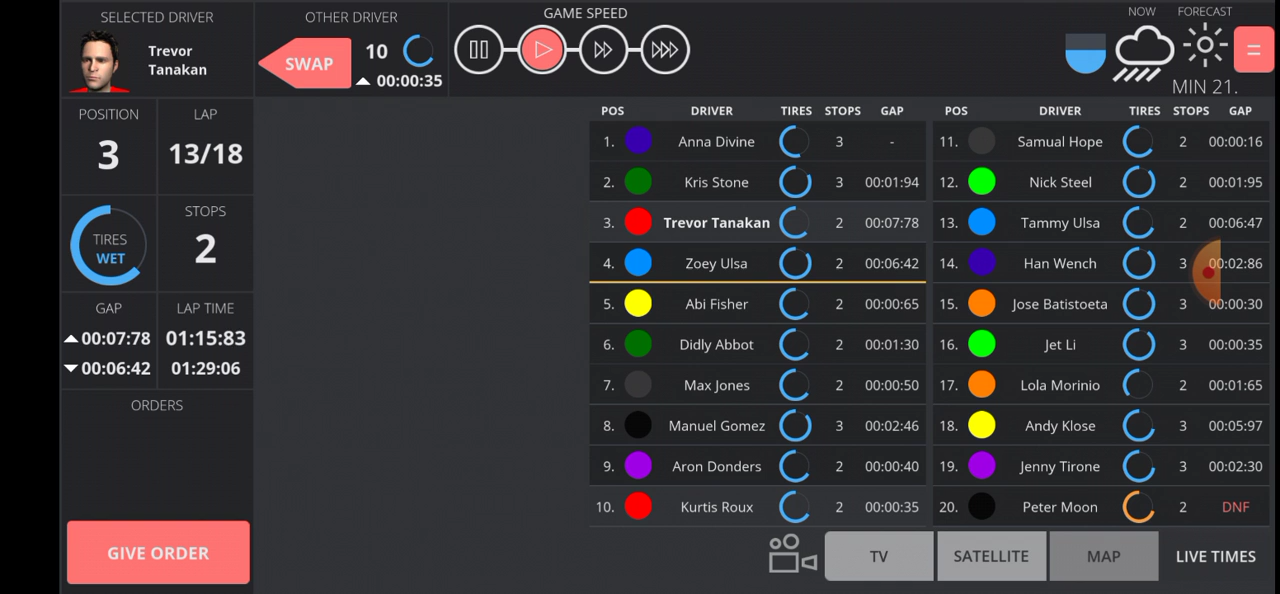 SELECTED DRIVER
Trevor
Tanakan
OTHER DRIVER
SWAP
10
00:00:35
GAME SPEED
NOW
FORECAST
MIN 21.
POSITION
LAP
3
13/18
TIRES
WET
STOPS
2
GAP
LAP TIME
00:07:78
01:15:83
00:06:42
01:29:06
ORDERS
GIVE ORDER
POS DRIVER TIRES STOPS GAP
1. Anna Divine 3 -
2. Kris Stone 3 00:01:94
3. Trevor Tanakan 2 00:07:78
4. Zoey Ulsa 2 00:06:42
5. Abi Fisher 2 00:00:65
6. Didly Abbot 2 00:01:30
7. Max Jones 2 00:00:50
8. Manuel Gomez 3 00:02:46
9. Aron Donders 2 00:00:40
10. Kurtis Roux 2 00:00:35
POS DRIVER TIRES STOPS GAP
11. Samual Hope 2 00:00:16
12. Nick Steel 2 00:01:95
13. Tammy Ulsa 2 00:06:47
14. Han Wench 3 00:02:86
15. Jose Batistoeta 3 00:00:30
16. Jet Li 3 00:00:35
17. Lola Morinio 2 00:01:65
18. Andy Klose 3 00:05:97
19. Jenny Tirone 3 00:02:30
20. Peter Moon 2 DNF
TV
SATELLITE
MAP
LIVE TIMES